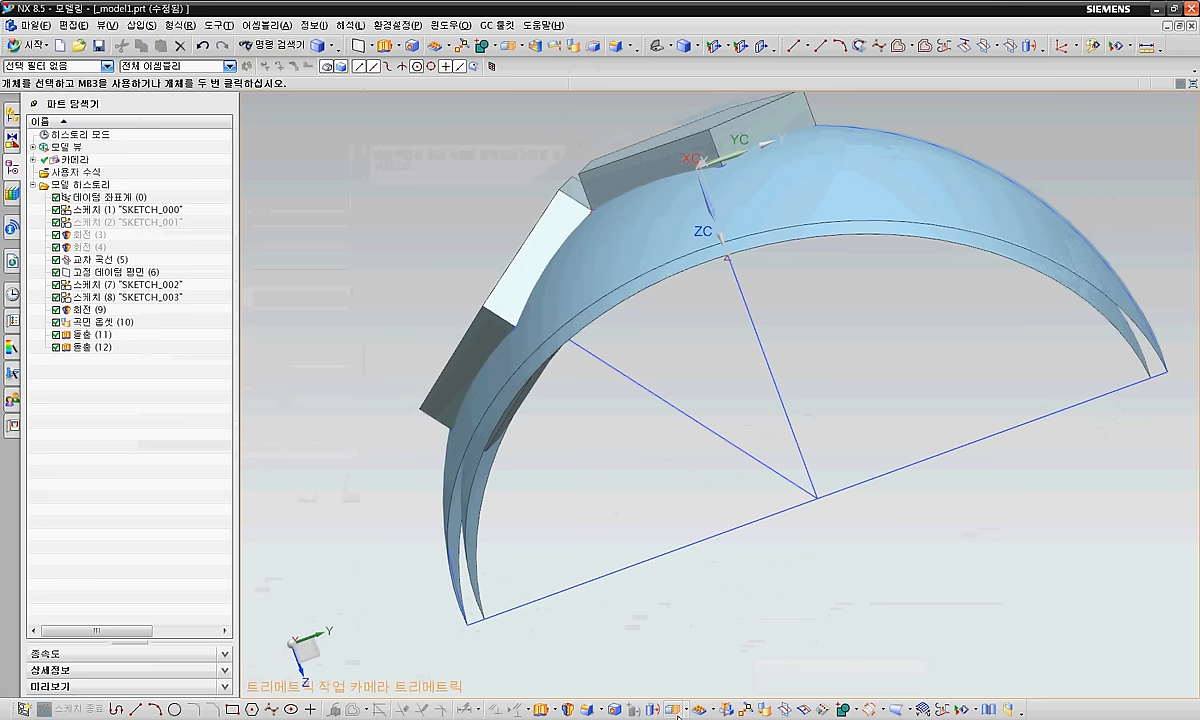 NX 8.5 - 모델링 - [_model1.prt (수정됨) ]
SIEMENS
파일(F) 편집(E) 뷰(V) 삽입(S) 형식(R) 도구(T) 어셈블리(A) 정보(I) 해석(L) 환경설정(P) 윈도우(O) GC 툴킷 도움말(H)
시작 명령 검색기
선택 필터 없음 전체 어셈블리
개체를 선택하고 MB3을 사용하거나 개체를 두 번 클릭하십시오.
파트 탐색기
이름
히스토리 모드
모델 뷰
카메라
사용자 수식
모델 히스토리
데이텀 좌표계 (0)
스케치 (1) "SKETCH_000"
스케치 (2) "SKETCH_001"
회전 (3)
회전 (4)
교차 곡선 (5)
고정 데이텀 평면 (6)
스케치 (7) "SKETCH_002"
스케치 (8) "SKETCH_003"
회전 (9)
곡면 옵셋 (10)
돌출 (11)
돌출 (12)
종속도
상세정보
미리보기
XC
YC
Y
ZC
X
Y
Z
트리메트릭 작업 카메라 트리메트릭
스케치 종료